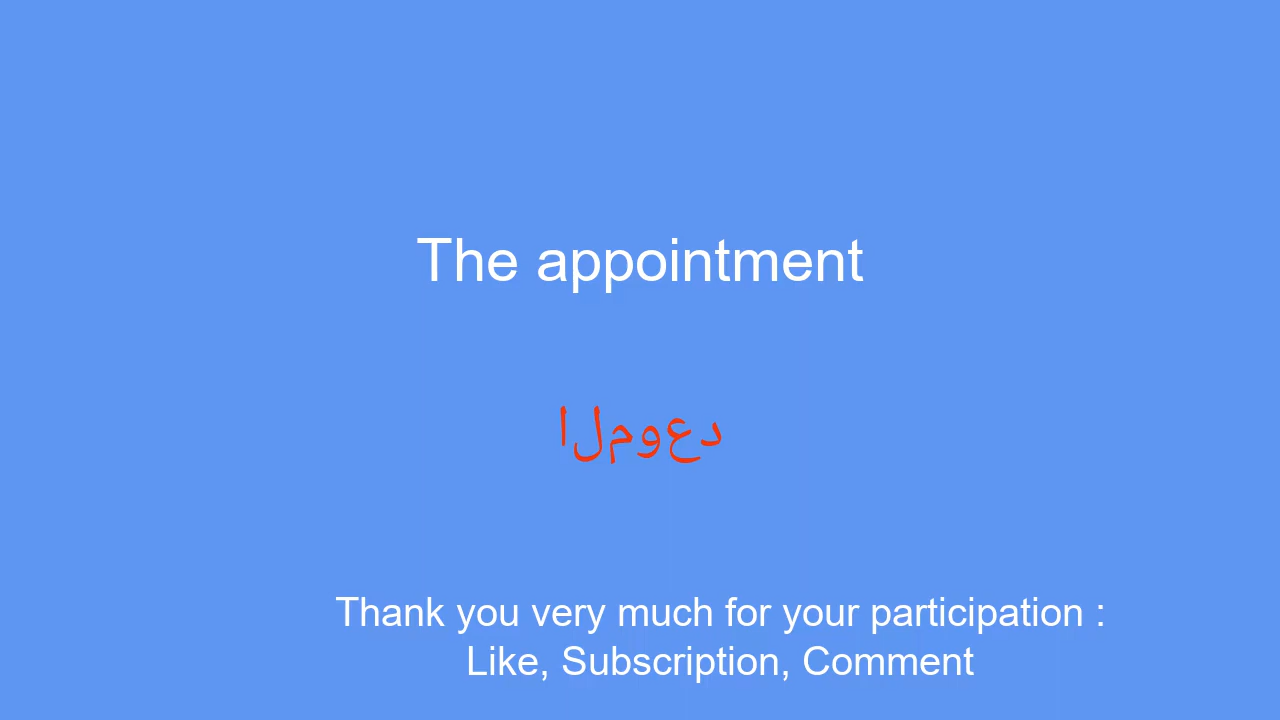 The appointment
الموعد
Thank you very much for your participation :
Like, Subscription, Comment